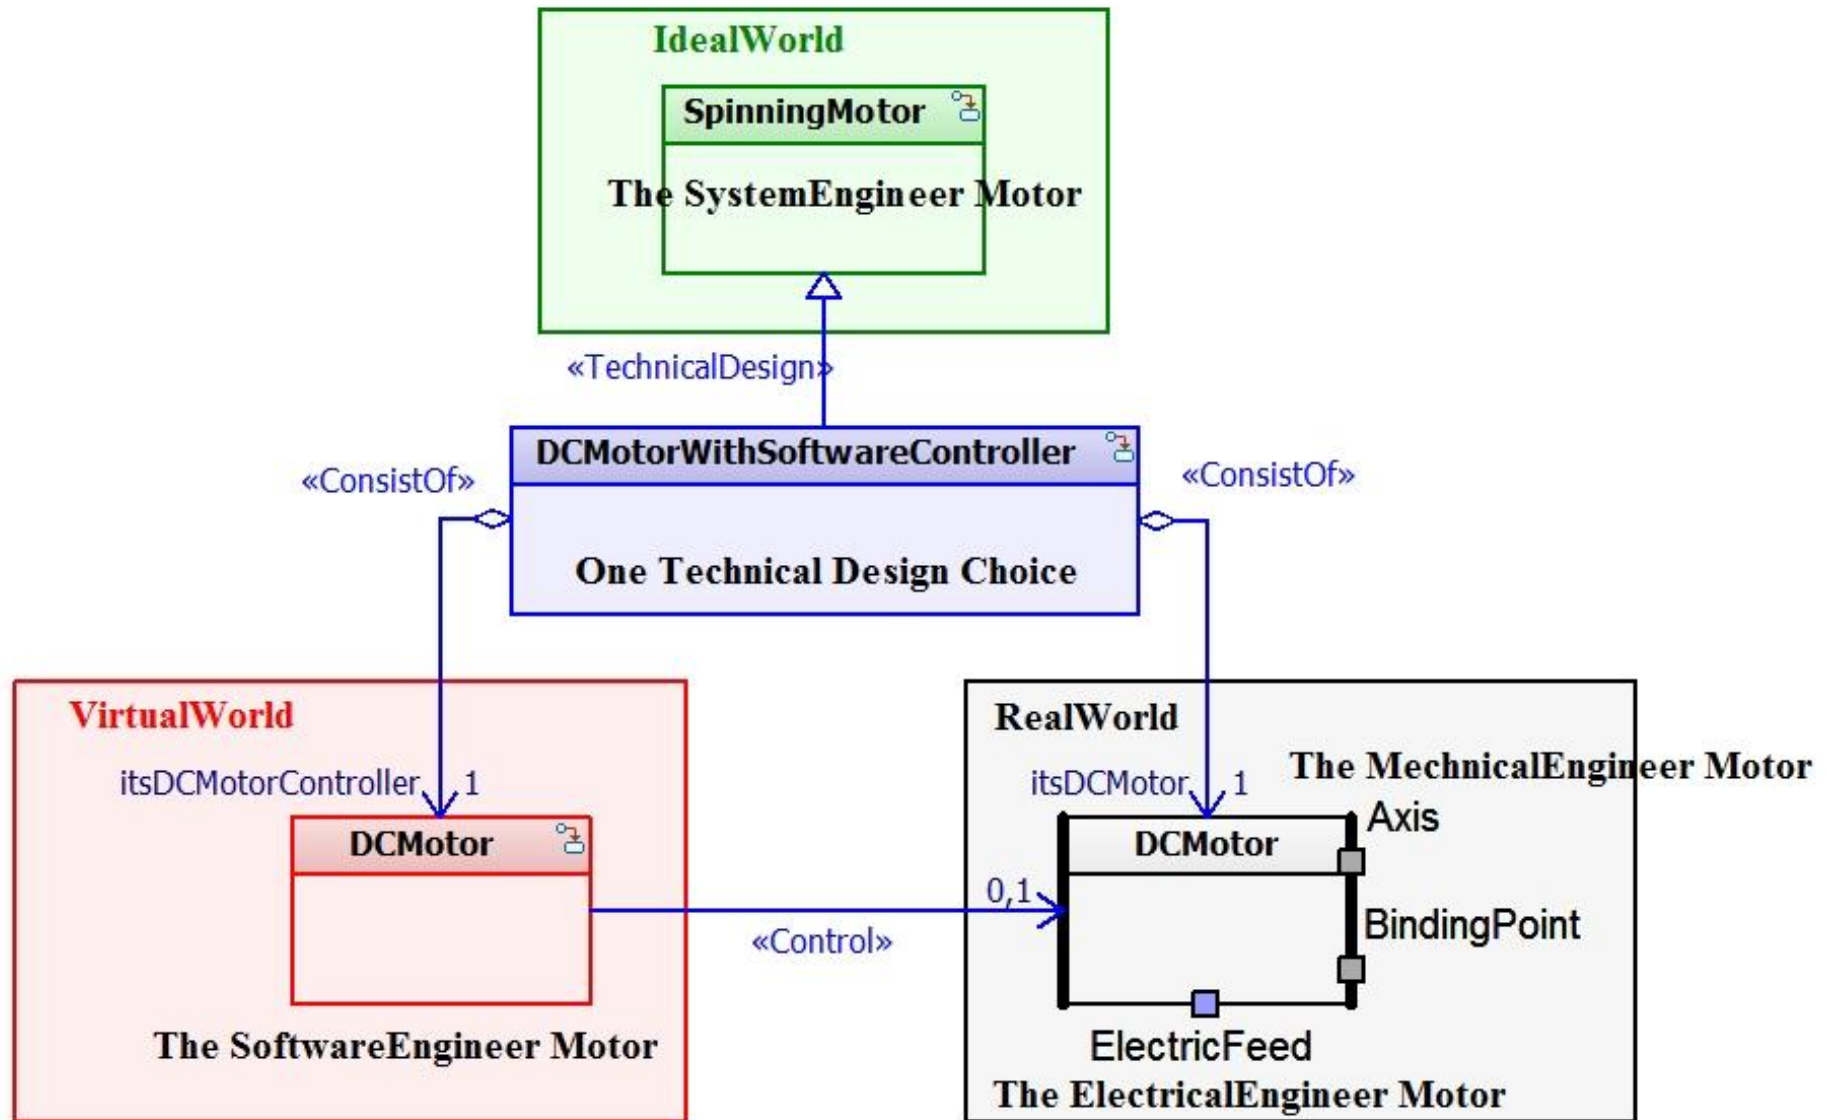 IdealWorld
SpinningMotor
The SystemEngineer Motor
«TechnicalDesign»
DCMotorWithSoftwareController
«ConsistOf»
«ConsistOf»
One Technical Design Choice
VirtualWorld
RealWorld
The MechnicalEngineer Motor
itsDCMotorController
1
itsDCMotor
1
Axis
DCMotor
DCMotor
0,1
BindingPoint
«Control»
The SoftwareEngineer Motor
ElectricFeed
The ElectricalEngineer Motor